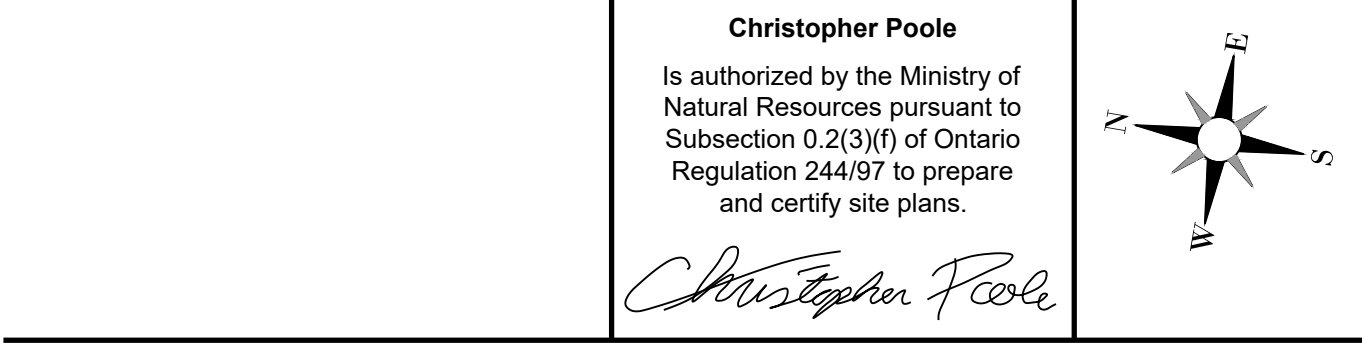 Christopher Poole
Is authorized by the Ministry of
Natural Resources pursuant to
Subsection 0.2(3)(f) of Ontario
Regulation 244/97 to prepare
and certify site plans.
Christopher Poole
E
N
S
W